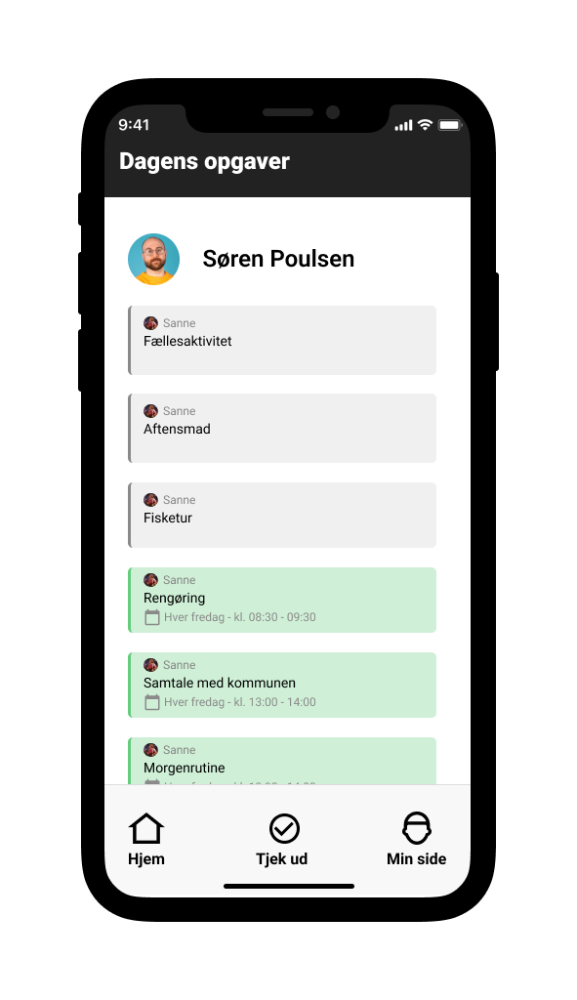 9:41
Dagens opgaver
Søren Poulsen
Sanne
Fællesaktivitet
Sanne
Aftensmad
Sanne
Fisketur
Sanne
Rengøring
Hver fredag - kl. 08:30 - 09:30
Sanne
Samtale med kommunen
Hver fredag - kl. 13:00 - 14:00
Sanne
Morgenrutine
Hjem
Tjek ud
Min side